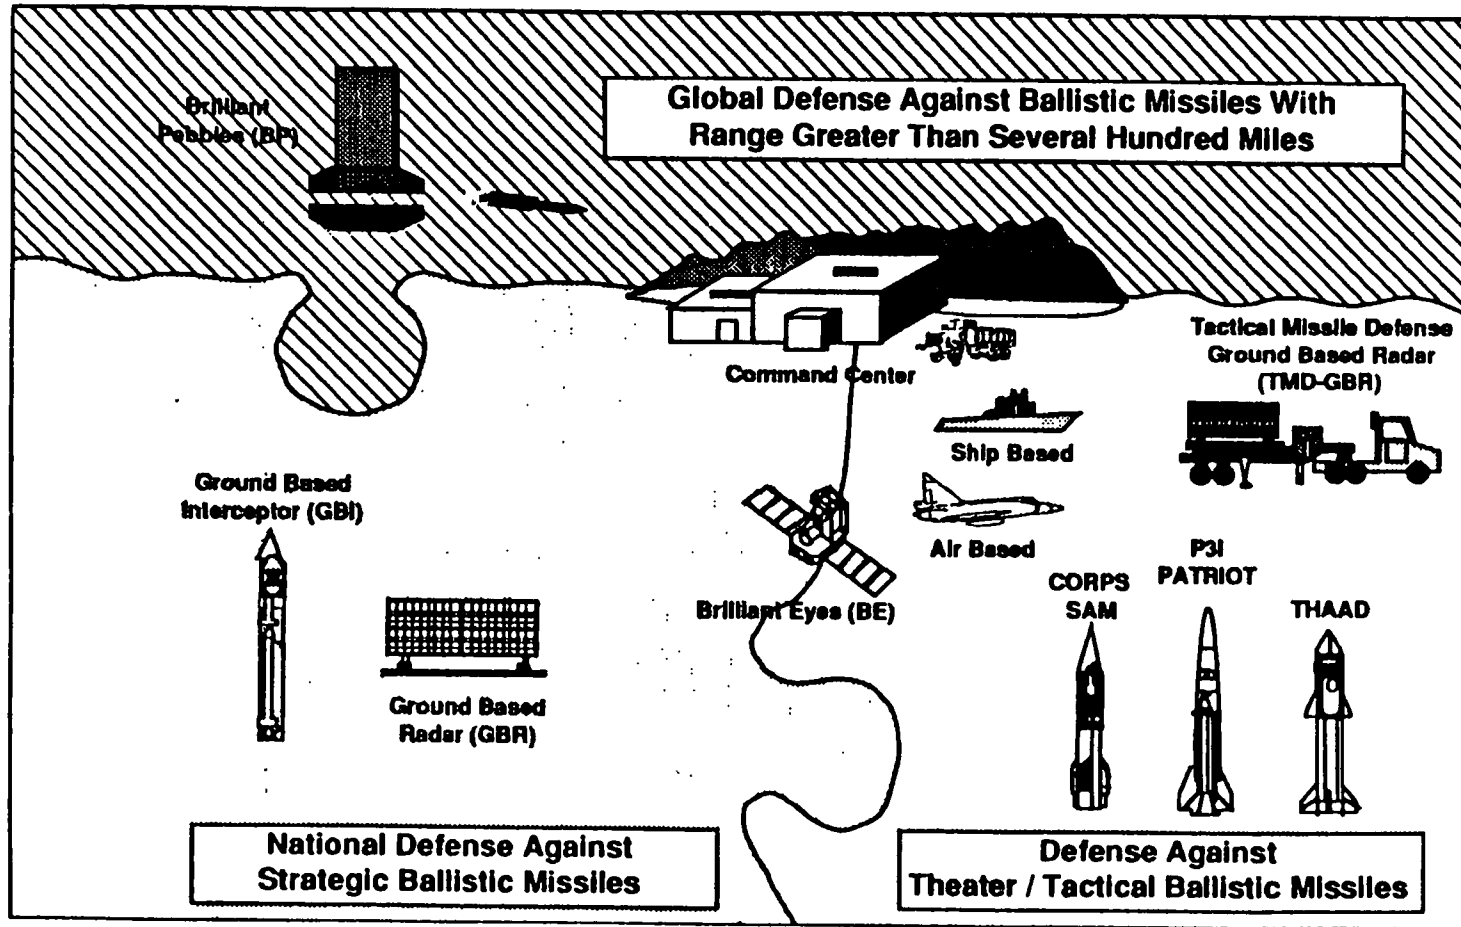 Brilliant
Pebbles (BP)
Global Defense Against Ballistic Missiles With
Range Greater Than Several Hundred Miles
Command Center
Tactical Missile Defense
Ground Based Radar
(TMD-GBR)
Ship Based
Air Based
Ground Based
Interceptor (GBI)
Ground Based
Radar (GBR)
Brilliant Eyes (BE)
CORPS
SAM
P3I
PATRIOT
THAAD
National Defense Against
Strategic Ballistic Missiles
Defense Against
Theater / Tactical Ballistic Missiles